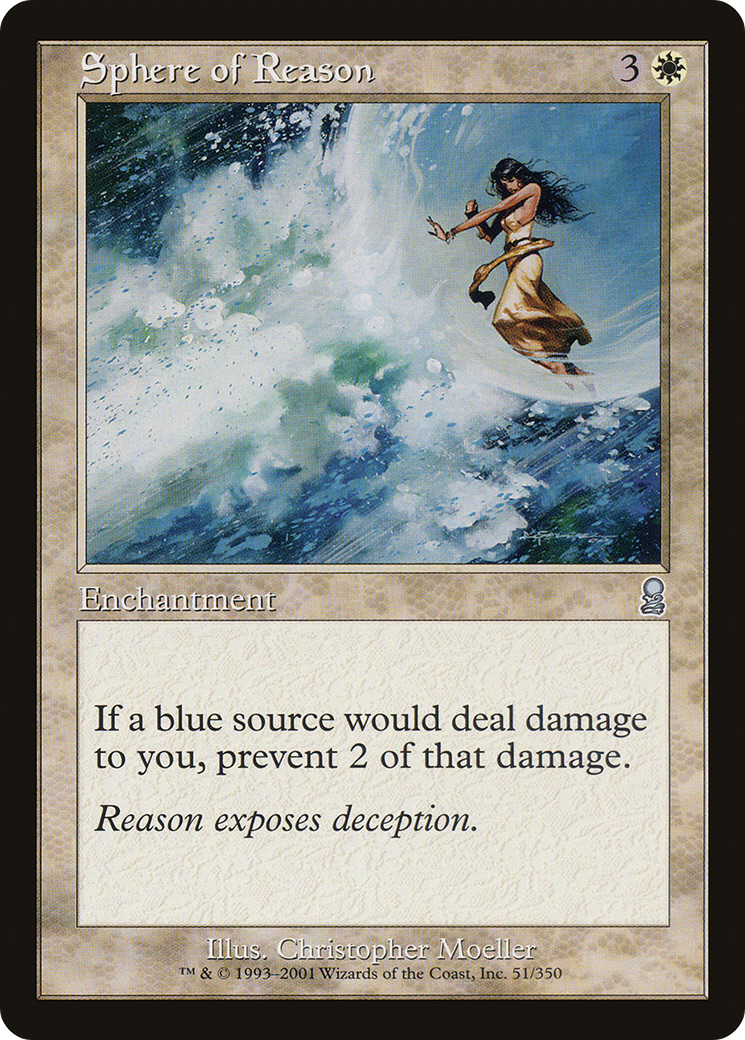 Sphere of Reason
3
Enchantment
If a blue source would deal damage
to you, prevent 2 of that damage.
Reason exposes deception.
Illus. Christopher Moeller
™ & © 1993–2001 Wizards of the Coast, Inc. 51/350